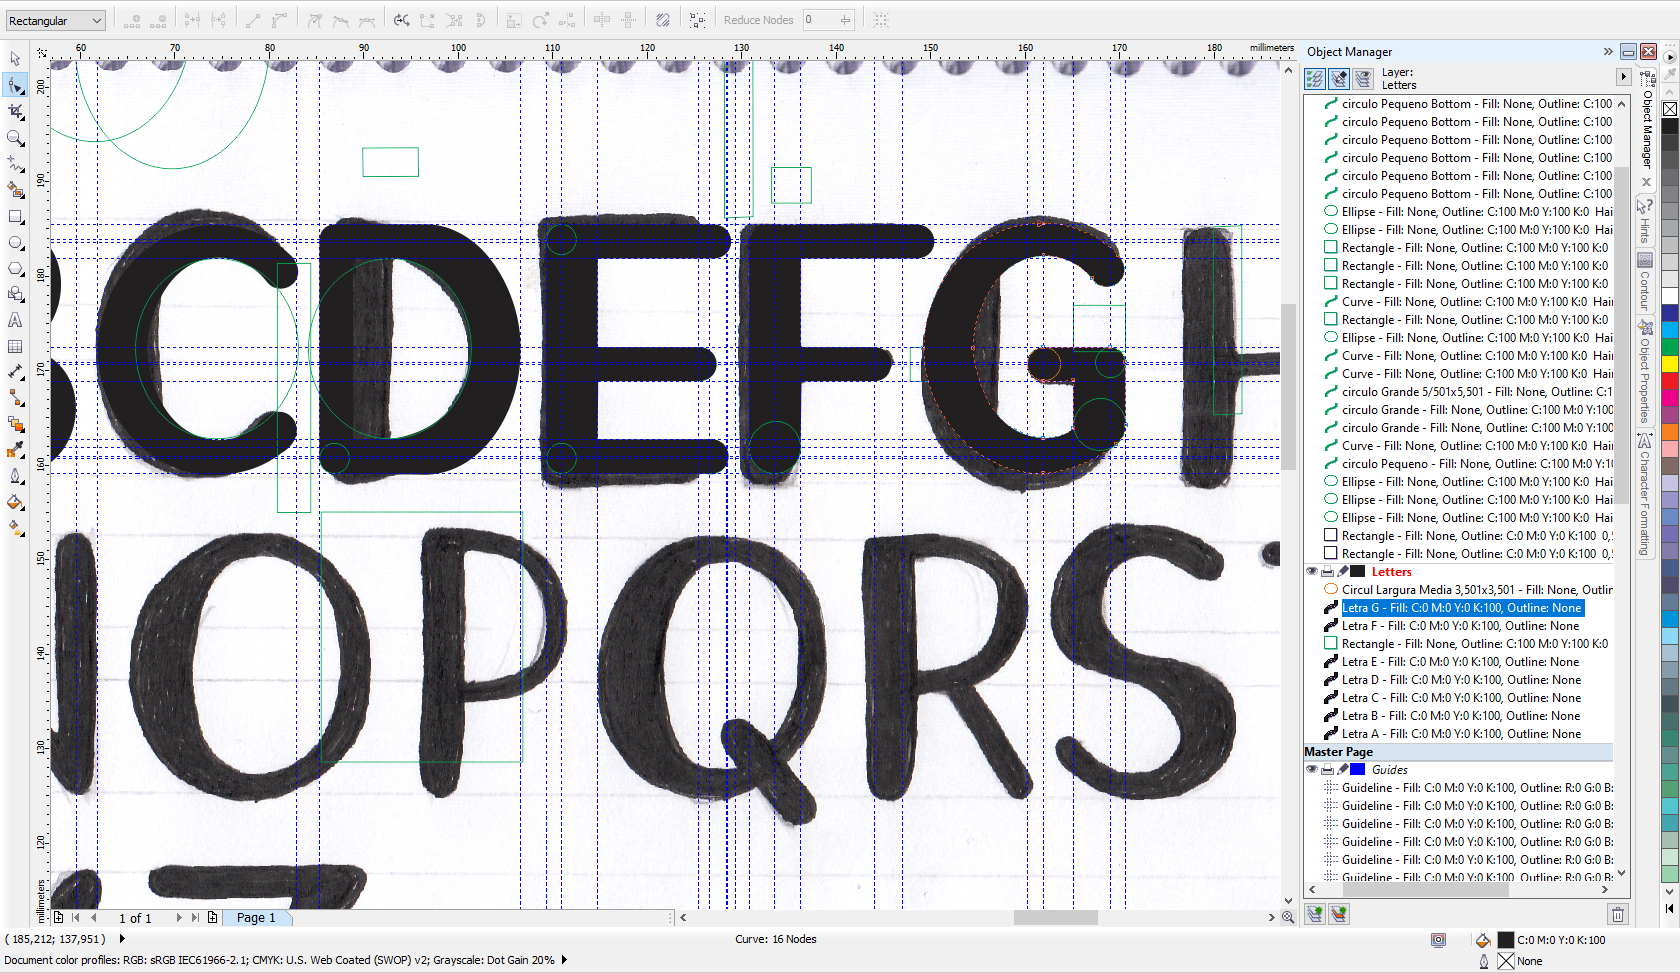 Rectangular
Reduce Nodes 0
60 70 80 90 100 110 120 130 140 150 160 170 180 millimeters
200
190
180
170
160
150
140
130
120
millimeters
C D E F G
O P Q R S
Object Manager
Layer:
Letters
circulo Pequeno Bottom - Fill: None, Outline: C:100
circulo Pequeno Bottom - Fill: None, Outline: C:100
circulo Pequeno Bottom - Fill: None, Outline: C:100
circulo Pequeno Bottom - Fill: None, Outline: C:100
circulo Pequeno Bottom - Fill: None, Outline: C:100
circulo Pequeno Bottom - Fill: None, Outline: C:100
Ellipse - Fill: None, Outline: C:100 M:0 Y:100 K:0 Hai
Ellipse - Fill: None, Outline: C:100 M:0 Y:100 K:0 Hai
Rectangle - Fill: None, Outline: C:100 M:0 Y:100 K:0
Rectangle - Fill: None, Outline: C:100 M:0 Y:100 K:0
Rectangle - Fill: None, Outline: C:100 M:0 Y:100 K:0
Curve - Fill: None, Outline: C:100 M:0 Y:100 K:0 Hair
Rectangle - Fill: None, Outline: C:100 M:0 Y:100 K:0
Ellipse - Fill: None, Outline: C:100 M:0 Y:100 K:0 Hai
Curve - Fill: None, Outline: C:100 M:0 Y:100 K:0 Hair
Curve - Fill: None, Outline: C:100 M:0 Y:100 K:0 Hair
circulo Grande 5/501x5,501 - Fill: None, Outline: C:1
circulo Grande - Fill: None, Outline: C:100 M:0 Y:100
circulo Grande - Fill: None, Outline: C:100 M:0 Y:100
Curve - Fill: None, Outline: C:100 M:0 Y:100 K:0 Hair
circulo Pequeno - Fill: None, Outline: C:100 M:0 Y:10
Ellipse - Fill: None, Outline: C:100 M:0 Y:100 K:0 Hai
Ellipse - Fill: None, Outline: C:100 M:0 Y:100 K:0 Hai
Ellipse - Fill: None, Outline: C:100 M:0 Y:100 K:0 Hai
Rectangle - Fill: None, Outline: C:0 M:0 Y:0 K:100 0,5
Rectangle - Fill: None, Outline: C:0 M:0 Y:0 K:100 0,5
Letters
Circul Largura Media 3,501x3,501 - Fill: None, Outlin
Letra G - Fill: C:0 M:0 Y:0 K:100, Outline: None
Letra F - Fill: C:0 M:0 Y:0 K:100, Outline: None
Rectangle - Fill: None, Outline: C:100 M:0 Y:100 K:0
Letra E - Fill: C:0 M:0 Y:0 K:100, Outline: None
Letra D - Fill: C:0 M:0 Y:0 K:100, Outline: None
Letra C - Fill: C:0 M:0 Y:0 K:100, Outline: None
Letra B - Fill: C:0 M:0 Y:0 K:100, Outline: None
Letra A - Fill: C:0 M:0 Y:0 K:100, Outline: None
Master Page
Guides
Guideline - Fill: C:0 M:0 Y:0 K:100, Outline: R:0 G:0 B:
Guideline - Fill: C:0 M:0 Y:0 K:100, Outline: R:0 G:0 B:
Guideline - Fill: C:0 M:0 Y:0 K:100, Outline: R:0 G:0 B:
Guideline - Fill: C:0 M:0 Y:0 K:100, Outline: R:0 G:0 B:
Guideline - Fill: C:0 M:0 Y:0 K:100, Outline: R:0 G:0 B:
Guideline - Fill: C:0 M:0 Y:0 K:100, Outline: R:0 G:0 B:
Object Manager
Hints
Contour
Object Properties
Character Formatting
1 of 1
Page 1
( 185,212; 137,951 )
Curve: 16 Nodes
C:0 M:0 Y:0 K:100
Document color profiles: RGB: sRGB IEC61966-2.1; CMYK: U.S. Web Coated (SWOP) v2; Grayscale: Dot Gain 20%
None